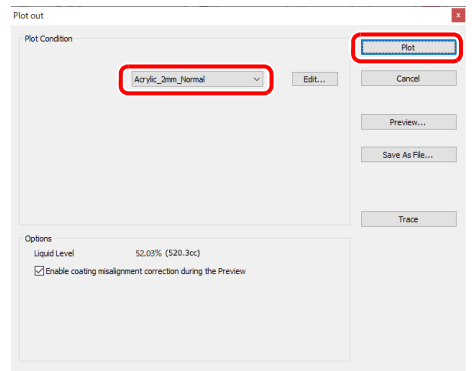 Plot out
x
Plot Condition
Acrylic_2mm_Normal
Edit...
Plot
Cancel
Preview...
Save As File...
Trace
Options
Liquid Level 52.03% (520.3cc)
Enable coating misalignment correction during the Preview